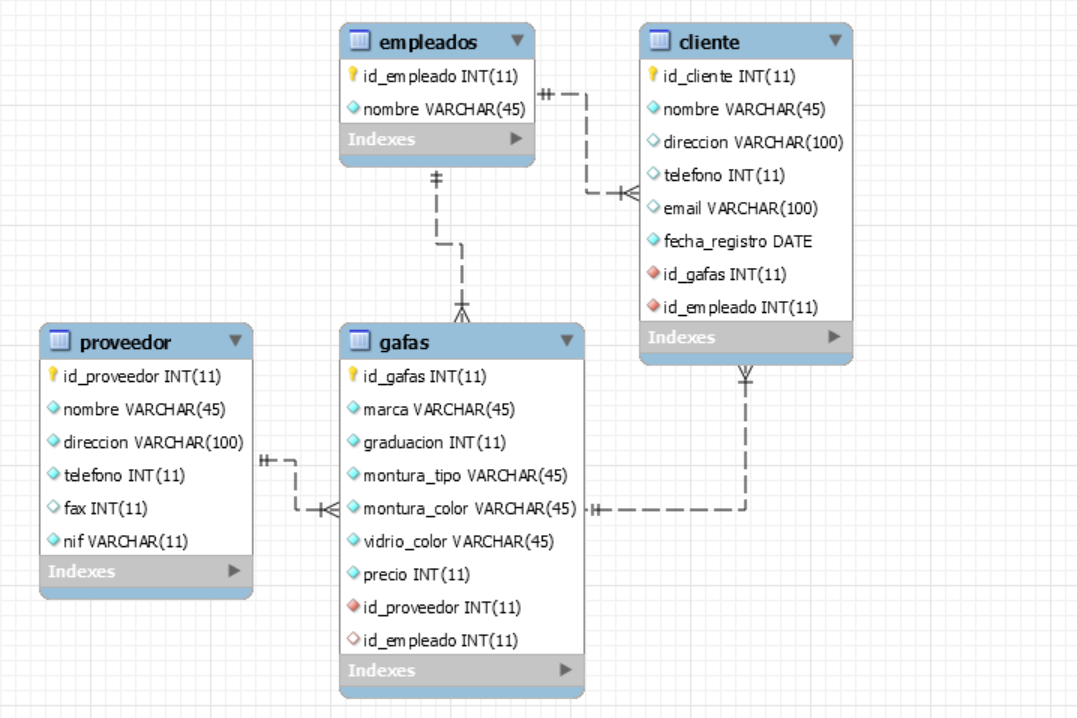 empleados
id_empleado INT(11)
nombre VARCHAR(45)
Indexes
cliente
id_cliente INT(11)
nombre VARCHAR(45)
direccion VARCHAR(100)
telefono INT(11)
email VARCHAR(100)
fecha_registro DATE
id_gafas INT(11)
id_empleado INT(11)
Indexes
proveedor
id_proveedor INT(11)
nombre VARCHAR(45)
direccion VARCHAR(100)
telefono INT(11)
fax INT(11)
nif VARCHAR(11)
Indexes
gafas
id_gafas INT(11)
marca VARCHAR(45)
graduacion INT(11)
montura_tipo VARCHAR(45)
montura_color VARCHAR(45)
vidrio_color VARCHAR(45)
precio INT(11)
id_proveedor INT(11)
id_empleado INT(11)
Indexes